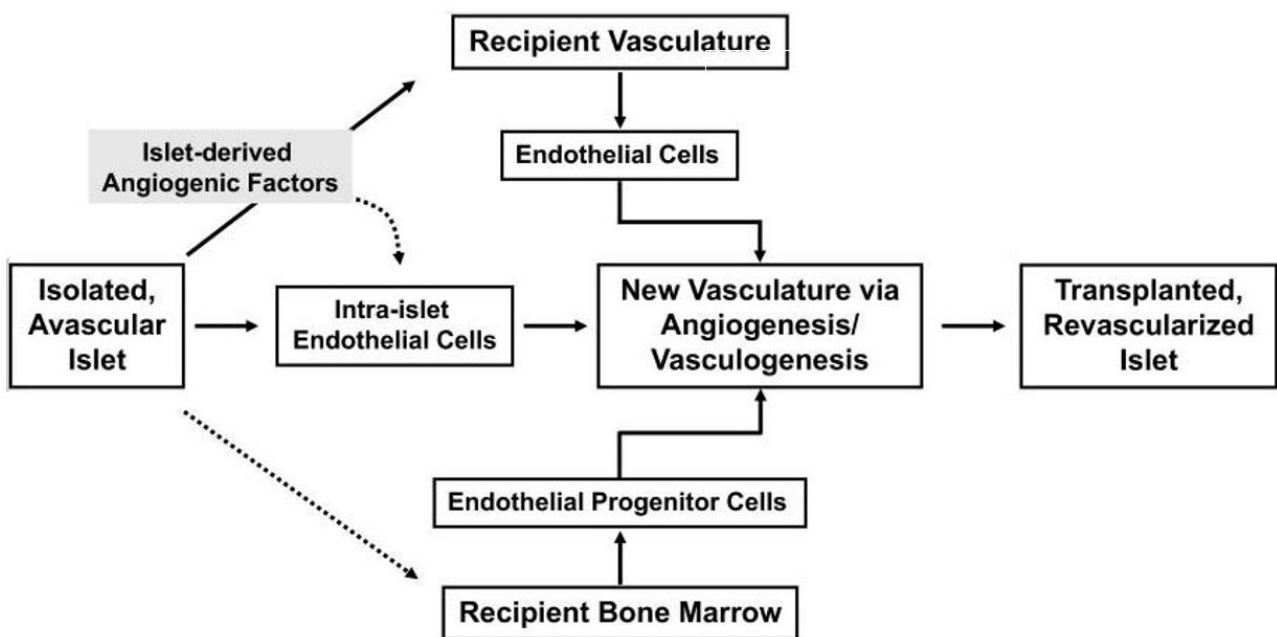 Recipient Vasculature
Islet-derived
Angiogenic Factors
Endothelial Cells
Isolated,
Avascular
Islet
Intra-islet
Endothelial Cells
New Vasculature via
Angiogenesis/
Vasculogenesis
Transplanted,
Revascularized
Islet
Endothelial Progenitor Cells
Recipient Bone Marrow